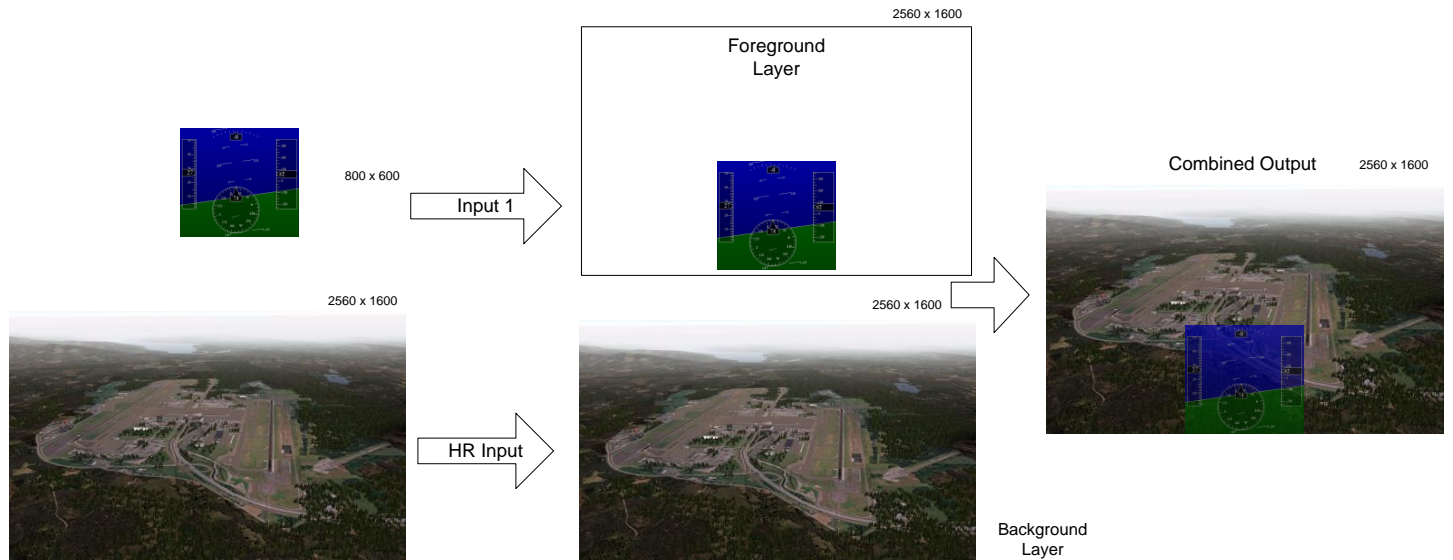 2560 x 1600
Foreground
Layer
800 x 600
Input 1
Combined Output
2560 x 1600
2560 x 1600
2560 x 1600
HR Input
Background
Layer